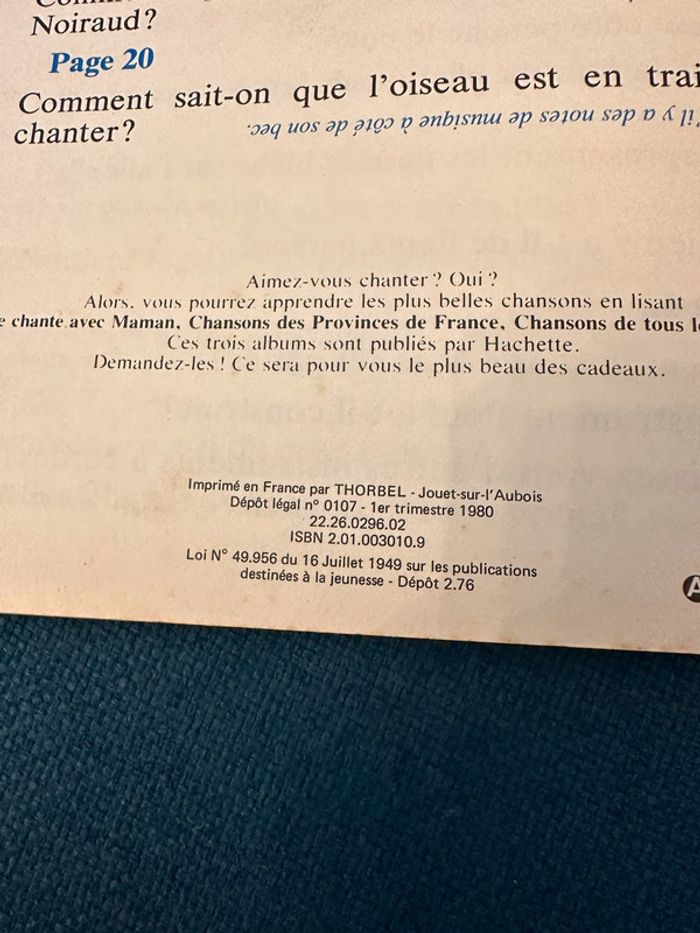 Noiraud?
Page 20
Comment sait-on que l'oiseau est en trai
chanter?
il y a des notes de musique à côté de son bec.
Aimez-vous chanter ? Oui ?
Alors, vous pourrez apprendre les plus belles chansons en lisant
e chante avec Maman, Chansons des Provinces de France, Chansons de tous l
Ces trois albums sont publiés par Hachette.
Demandez-les ! Ce sera pour vous le plus beau des cadeaux.
Imprimé en France par THORBEL - Jouet-sur-l'Aubois
Dépôt légal n° 0107 - 1er trimestre 1980
22.26.0296.02
ISBN 2.01.003010.9
Loi N° 49.956 du 16 Juillet 1949 sur les publications
destinées à la jeunesse - Dépôt 2.76
A